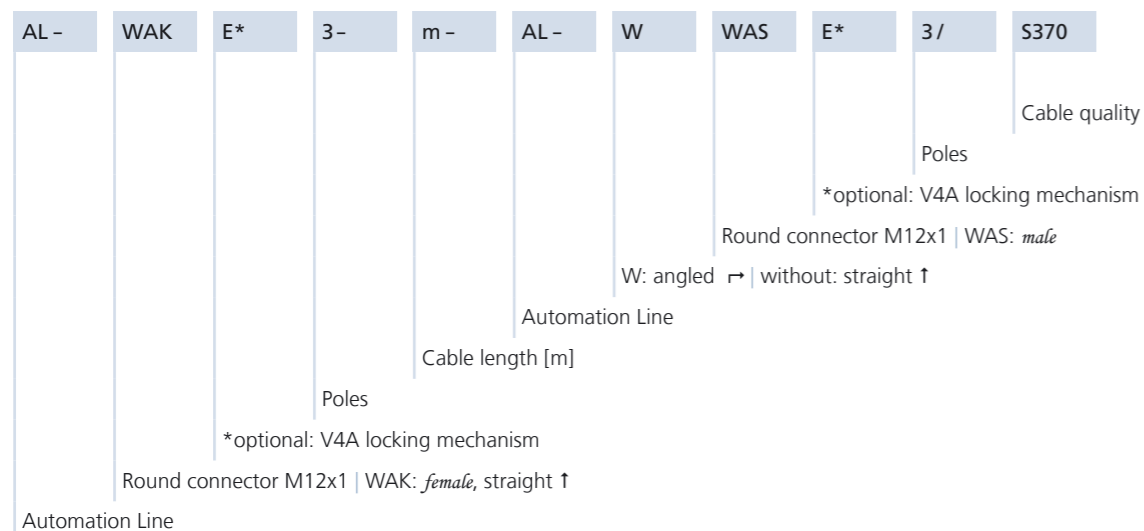 AL – WAK E* 3– m – AL – W WAS E* 3 / S370
Cable quality
Poles
*optional: V4A locking mechanism
Round connector M12x1 | WAS: male
W: angled ↱ | without: straight ↑
Automation Line
Cable length [m]
Poles
*optional: V4A locking mechanism
Round connector M12x1 | WAK: female, straight ↑
Automation Line